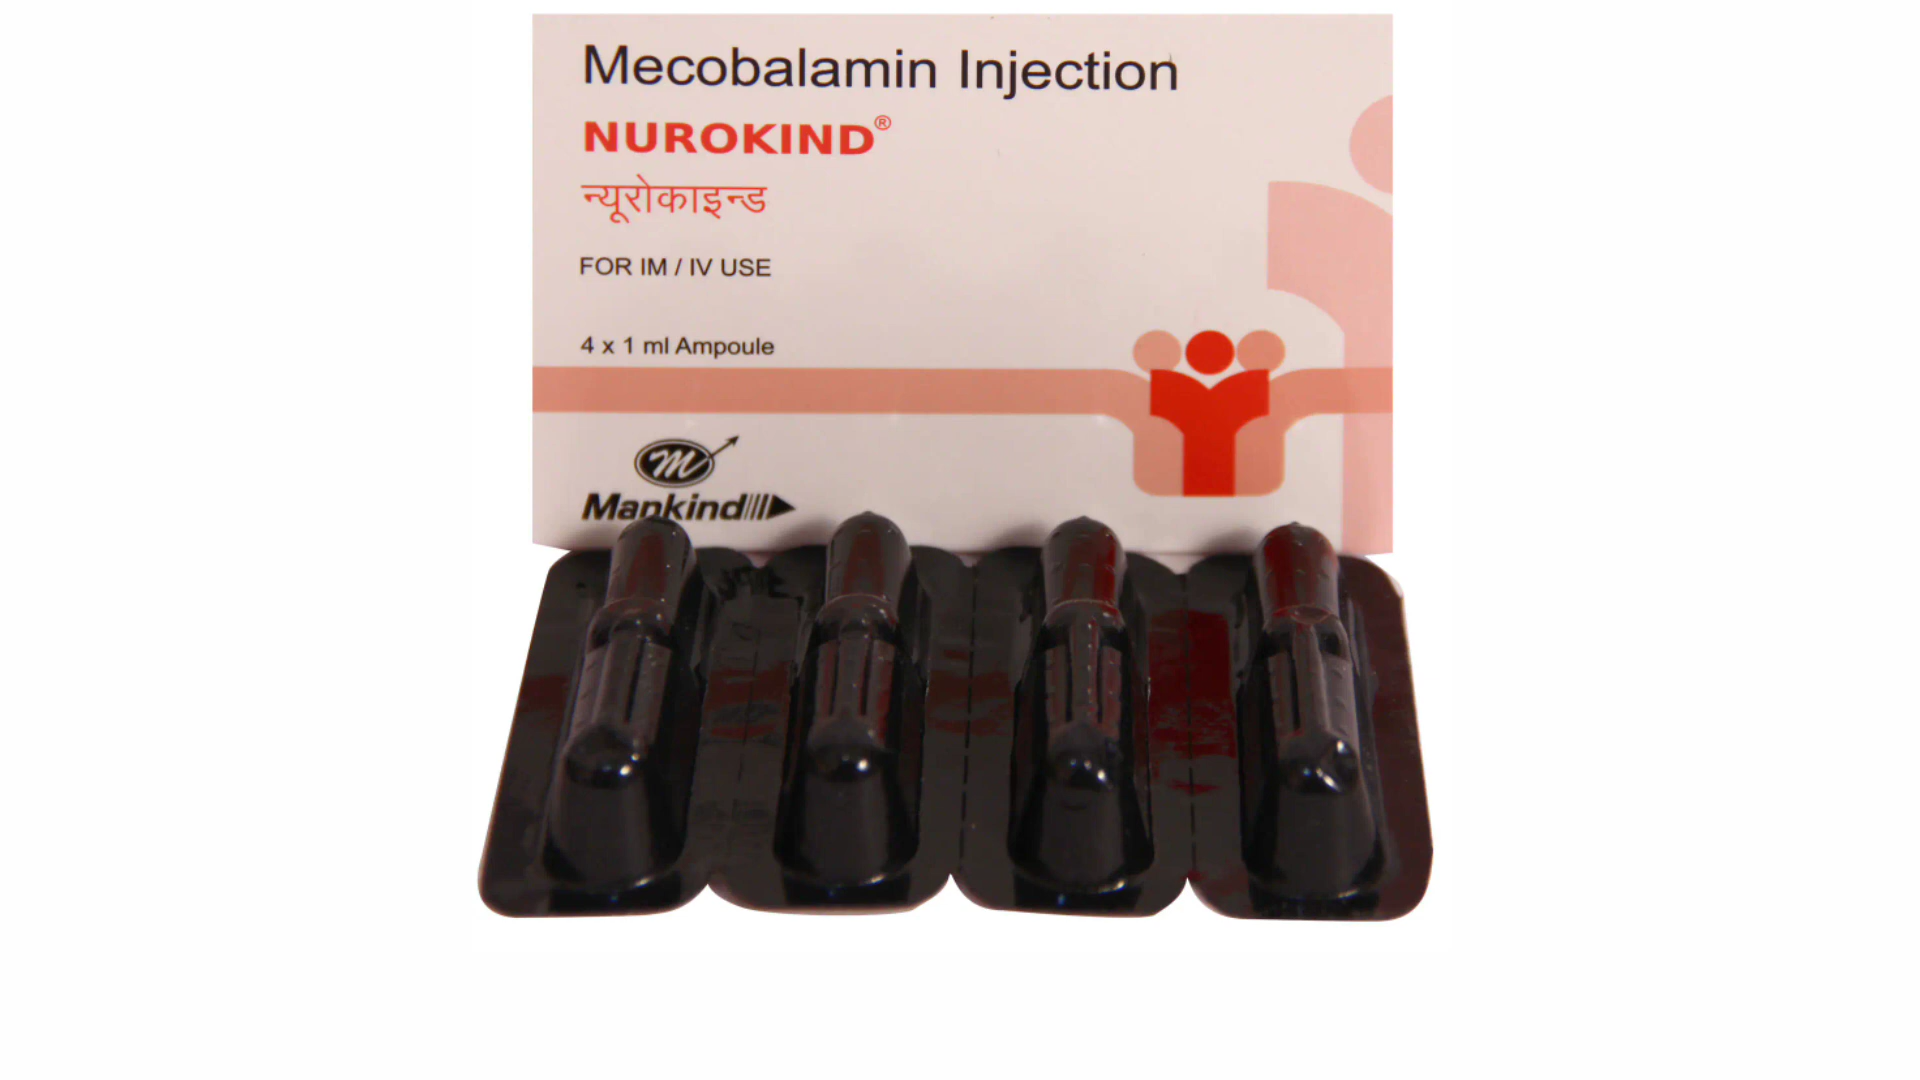 Mecobalamin Injection
NUROKIND®
न्यूरोकाइन्ड
FOR IM / IV USE
4 x 1 ml Ampoule
m
Mankind